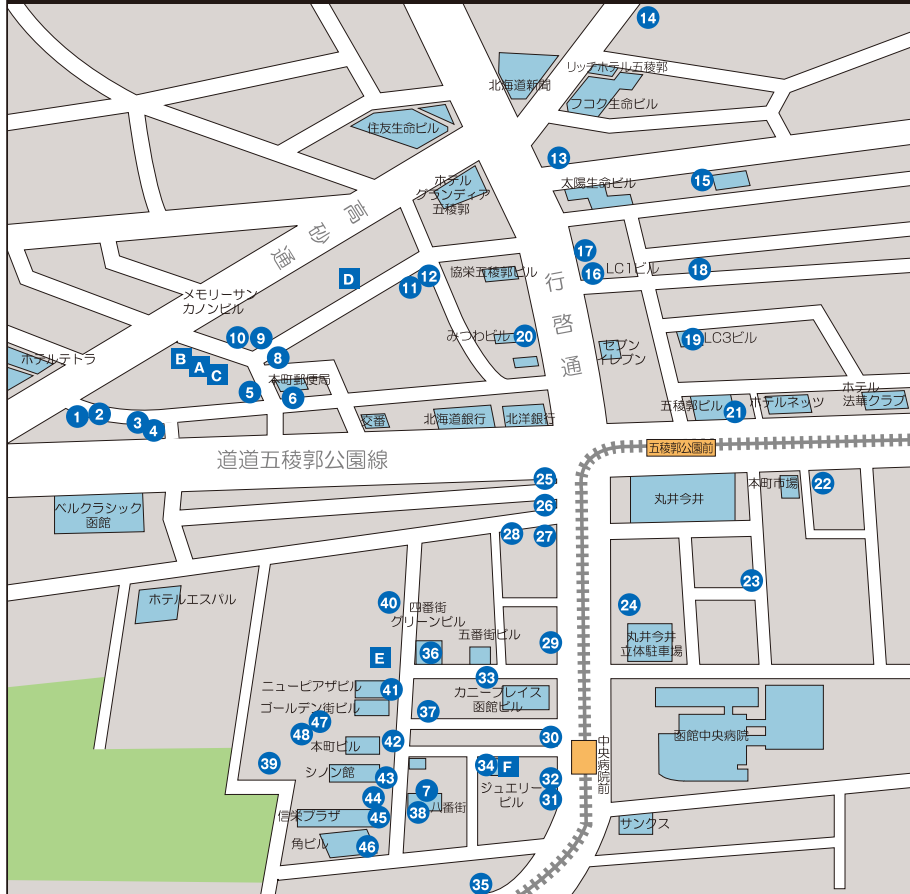 14
リッチホテル五稜郭
北海道新聞
フコク生命ビル
住友生命ビル
13
太陽生命ビル
15
ホテル
グランディア
五稜郭
高砂通
17
16
LC1ビル
18
協栄五稜郭ビル
12
11
D
行啓通
メモリーサン
カノンビル
みつわビル
20
セブン
イレブン
19
LC3ビル
10
9
8
ホテルテトラ
B
A
C
本町郵便局
5
6
1
2
3
4
交番
北海道銀行
北洋銀行
五稜郭ビル
21
ホテルネッツ
ホテル
法華クラブ
道道五稜郭公園線
五稜郭公園前
25
26
28
27
丸井今井
本町市場
22
ベルクラシック
函館
23
24
ホテルエスパル
40
四番街
グリーンビル
五番街ビル
29
丸井今井
立体駐車場
36
E
33
ニュービアザビル
41
ゴールデン街ビル
カニープレイス
函館ビル
37
47
48
本町ビル
42
30
函館中央病院
中央病院前
39
シノン館
43
34
F
32
ジュエリー
ビル
31
7
44
38
八番街
信栄プラザ
45
サンクス
角ビル
46
35